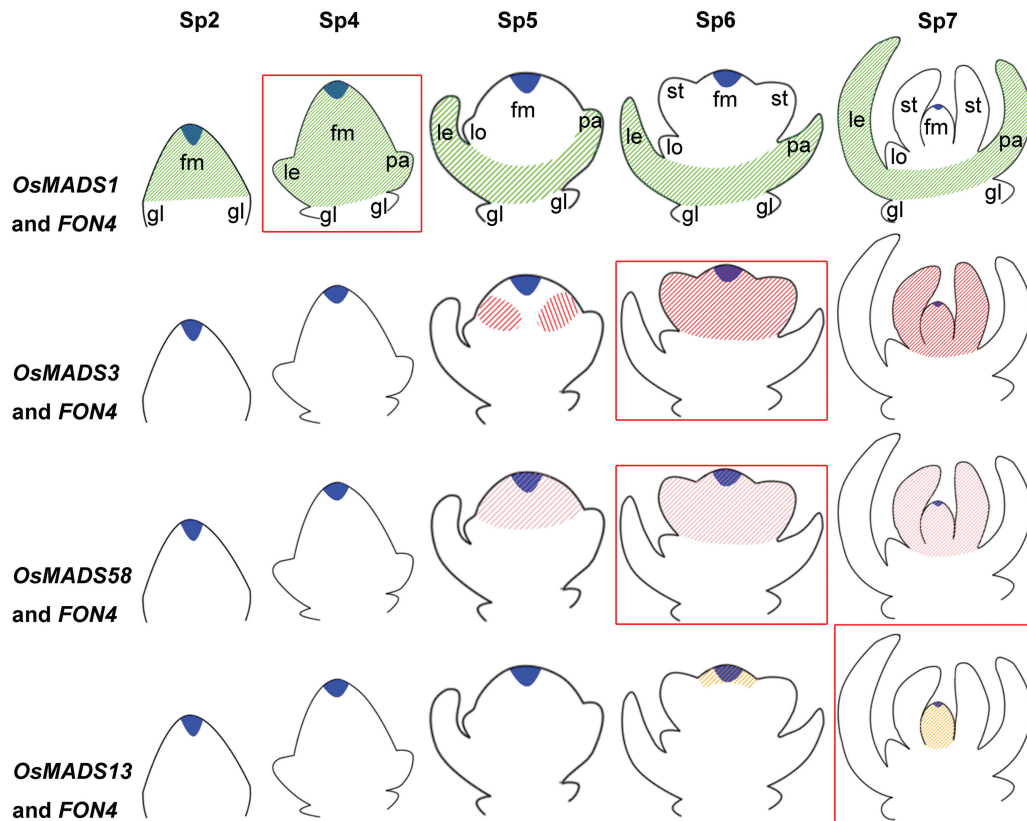 Sp2 Sp4 Sp5 Sp6 Sp7
OsMADS1
and FON4
fm
gl gl
fm
le pa
gl gl
fm
le lo pa
gl gl
st fm st
le lo pa
gl gl
st fm st
le lo pa
gl gl
OsMADS3
and FON4
OsMADS58
and FON4
OsMADS13
and FON4